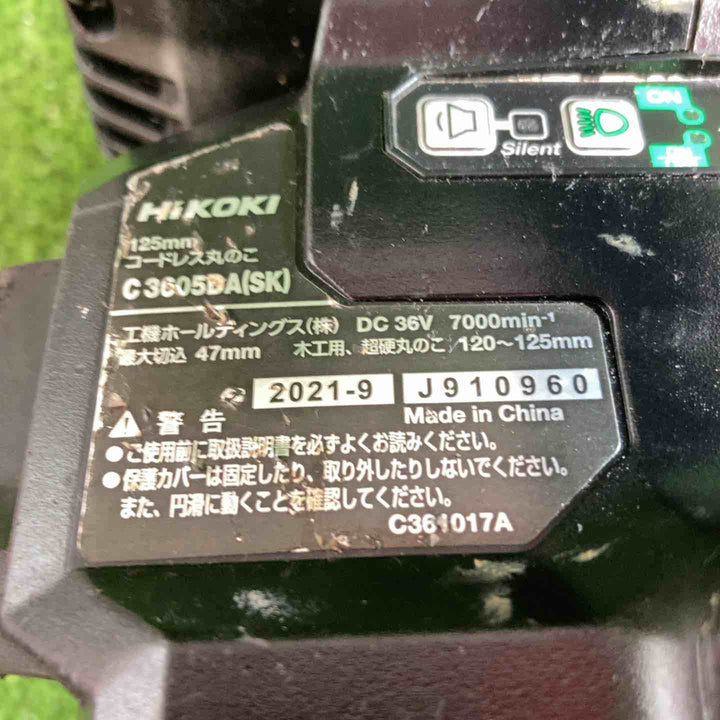 ON
Silent
HiKOKI
125mm
コードレス丸のこ
C3605DA(SK)
工機ホールディングス(株) DC 36V 7000min-1
最大切込 47mm 木工用、超硬丸のこ 120~125mm
2021-9 J910960
Made in China
警告
●ご使用前に取扱説明書を必ずよくお読みください。
●保護カバーは固定したり、取り外したりしないでください。
また、円滑に動くことを確認してください。
C361017A